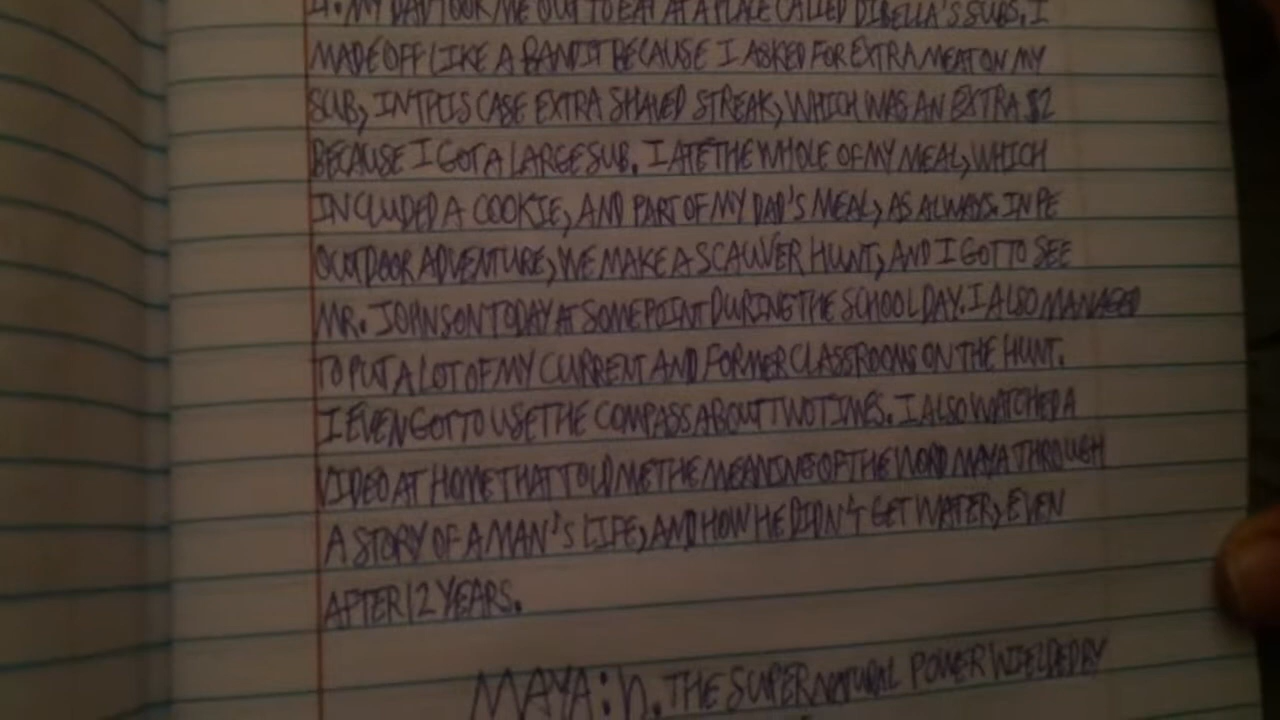 4. MY DAD TOOK ME OUT TO EAT AT A PLACE CALLED DIBELLA'S SUBS. I
MADE OFF LIKE A BANDIT BECAUSE I ASKED FOR EXTRA MEAT ON MY
SUB, IN THIS CASE EXTRA SHAVED STREAK, WHICH WAS AN EXTRA $2
BECAUSE I GOT A LARGE SUB. I ATE THE WHOLE OF MY MEAL, WHICH
INCLUDED A COOKIE, AND PART OF MY DAD'S MEAL, AS ALWAYS. IN PE
OUTDOOR ADVENTURE, WE MAKE A SCAUVER HUNT, AND I GOT TO SEE
MR. JOHNSON TODAY AT SOME POINT DURING THE SCHOOL DAY. I ALSO MANAGED
TO PUT A LOT OF MY CURRENT AND FORMER CLASSROOMS ON THE HUNT.
I EVEN GOT TO USE THE COMPASS ABOUT TWO TIMES. I ALSO WATCHED A
VIDEO AT HOME THAT TOLD ME THE MEANING OF THE WORD MAYA THROUGH
A STORY OF A MAN'S LIFE, AND HOW HE DIDN'T GET WATER, EVEN
AFTER 12 YEARS.
MAYA: n. THE SUPERNATURAL POWER WIELDED BY